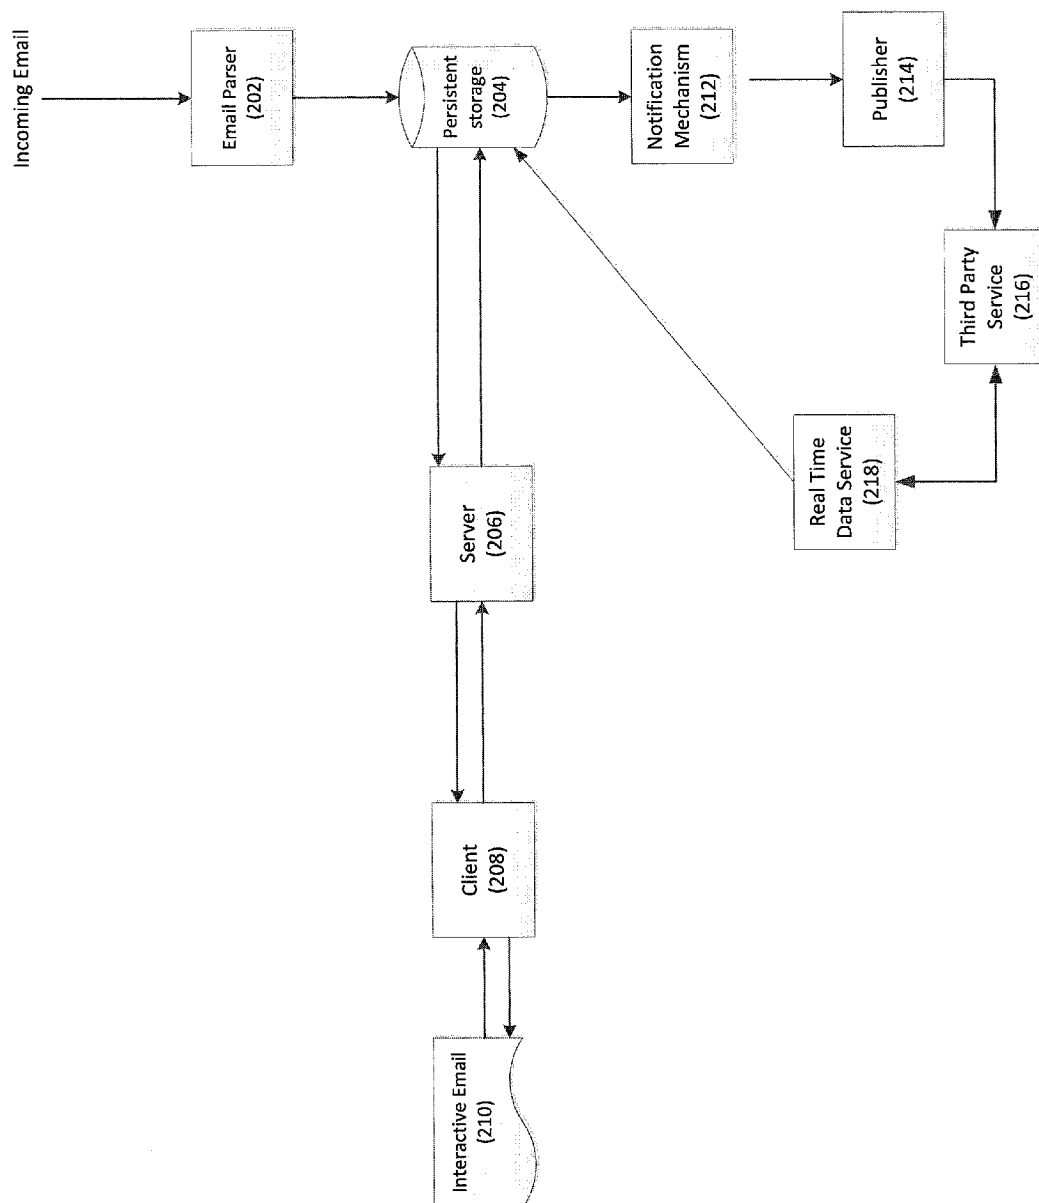 Incoming Email
Email Parser
(202)
Persistent
storage
(204)
Notification
Mechanism
(212)
Publisher
(214)
Third Party
Service
(216)
Real Time
Data Service
(218)
Server
(206)
Client
(208)
Interactive Email
(210)